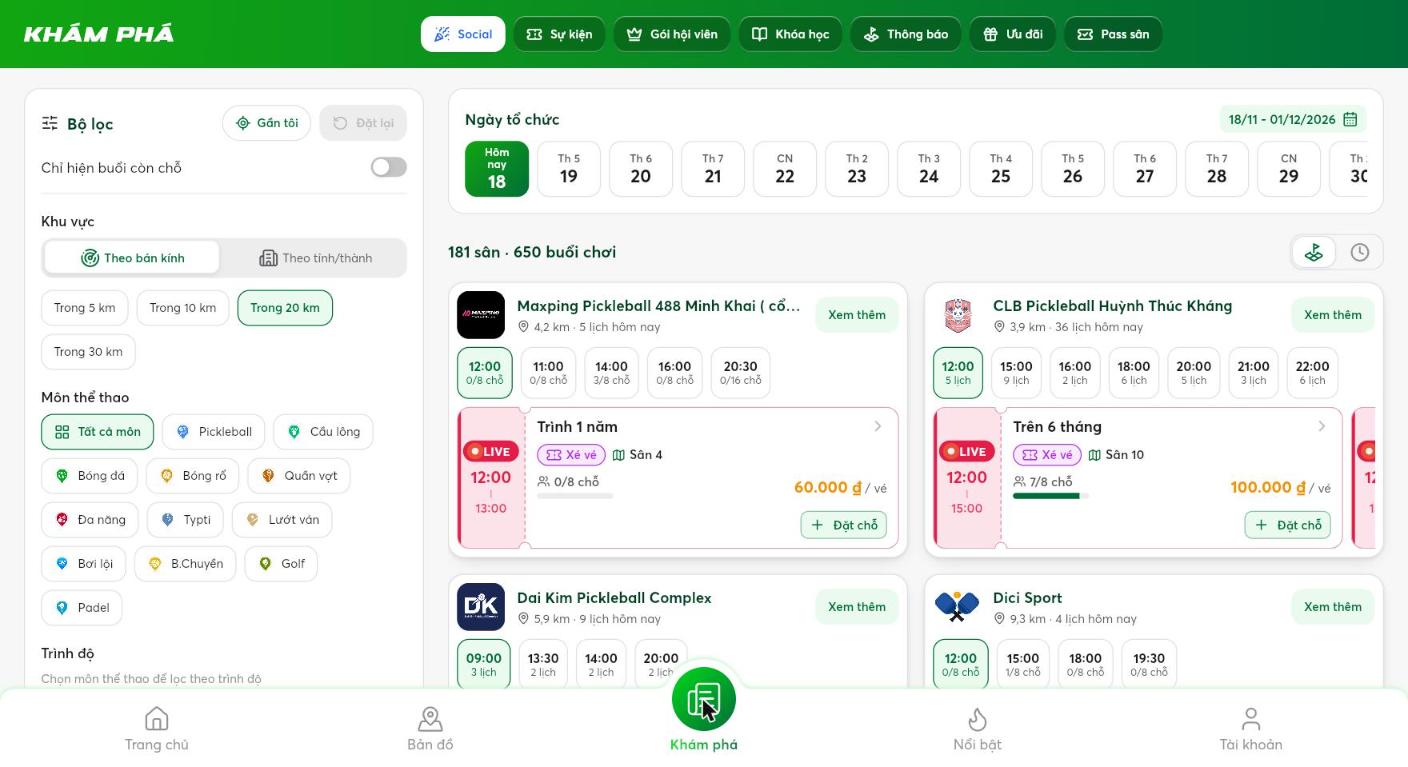 KHÁM PHÁ
Social
Sự kiện
Gói hội viên
Khóa học
Thông báo
Ưu đãi
Pass sân
Bộ lọc
Gần tôi
Đặt lại
Chỉ hiện buổi còn chỗ
Khu vực
Theo bán kính
Theo tỉnh/thành
Trong 5 km
Trong 10 km
Trong 20 km
Trong 30 km
Môn thể thao
Tất cả môn
Pickleball
Cầu lông
Bóng đá
Bóng rổ
Quần vợt
Đa năng
Typti
Lướt ván
Bơi lội
B.Chuyền
Golf
Padel
Trình độ
Chọn môn thể thao để lọc theo trình độ
Ngày tổ chức
18/11 - 01/12/2026
Hôm nay 18
Th 5 19
Th 6 20
Th 7 21
CN 22
Th 2 23
Th 3 24
Th 4 25
Th 5 26
Th 6 27
Th 7 28
CN 29
Th 30
181 sân · 650 buổi chơi
Maxping Pickleball 488 Minh Khai ( cổ...
4,2 km · 5 lịch hôm nay
Xem thêm
12:00 0/8 chỗ
11:00 0/8 chỗ
14:00 3/8 chỗ
16:00 0/8 chỗ
20:30 0/16 chỗ
LIVE
12:00
13:00
Trình 1 năm
Xé vé
Sân 4
0/8 chỗ
60.000 ₫ / vé
Đặt chỗ
CLB Pickleball Huỳnh Thúc Kháng
3,9 km · 36 lịch hôm nay
Xem thêm
12:00 5 lịch
15:00 9 lịch
16:00 2 lịch
18:00 6 lịch
20:00 5 lịch
21:00 3 lịch
22:00 6 lịch
LIVE
12:00
15:00
Trên 6 tháng
Xé vé
Sân 10
7/8 chỗ
100.000 ₫ / vé
Đặt chỗ
DK
Dai Kim Pickleball Complex
5,9 km · 9 lịch hôm nay
Xem thêm
09:00 3 lịch
13:30 2 lịch
14:00 2 lịch
20:00 2 lịch
Dici Sport
9,3 km · 4 lịch hôm nay
Xem thêm
12:00 0/8 chỗ
15:00 1/8 chỗ
18:00 0/8 chỗ
19:30 0/8 chỗ
Trang chủ
Bản đồ
Khám phá
Nổi bật
Tài khoản